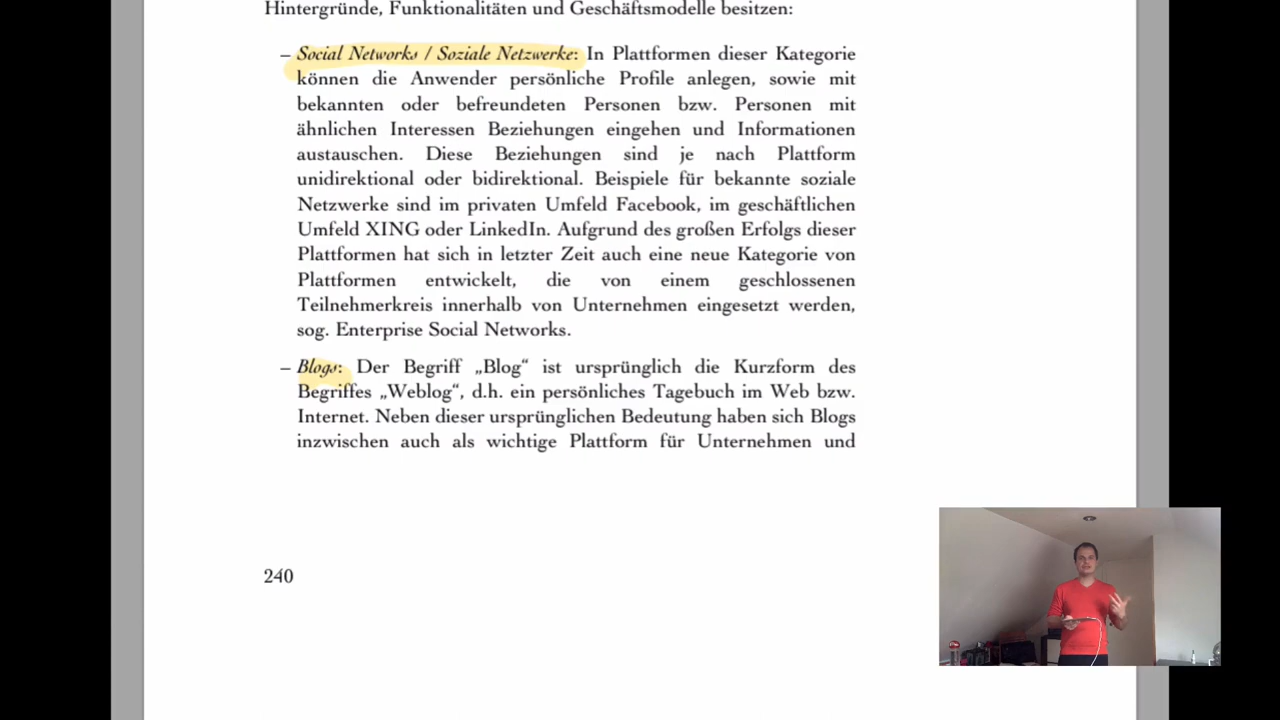 Hintergründe, Funktionalitäten und Geschäftsmodelle besitzen:
– Social Networks / Soziale Netzwerke: In Plattformen dieser Kategorie
können die Anwender persönliche Profile anlegen, sowie mit
bekannten oder befreundeten Personen bzw. Personen mit
ähnlichen Interessen Beziehungen eingehen und Informationen
austauschen. Diese Beziehungen sind je nach Plattform
unidirektional oder bidirektional. Beispiele für bekannte soziale
Netzwerke sind im privaten Umfeld Facebook, im geschäftlichen
Umfeld XING oder LinkedIn. Aufgrund des großen Erfolgs dieser
Plattformen hat sich in letzter Zeit auch eine neue Kategorie von
Plattformen entwickelt, die von einem geschlossenen
Teilnehmerkreis innerhalb von Unternehmen eingesetzt werden,
sog. Enterprise Social Networks.
– Blogs: Der Begriff „Blog“ ist ursprünglich die Kurzform des
Begriffes „Weblog“, d.h. ein persönliches Tagebuch im Web bzw.
Internet. Neben dieser ursprünglichen Bedeutung haben sich Blogs
inzwischen auch als wichtige Plattform für Unternehmen und
240